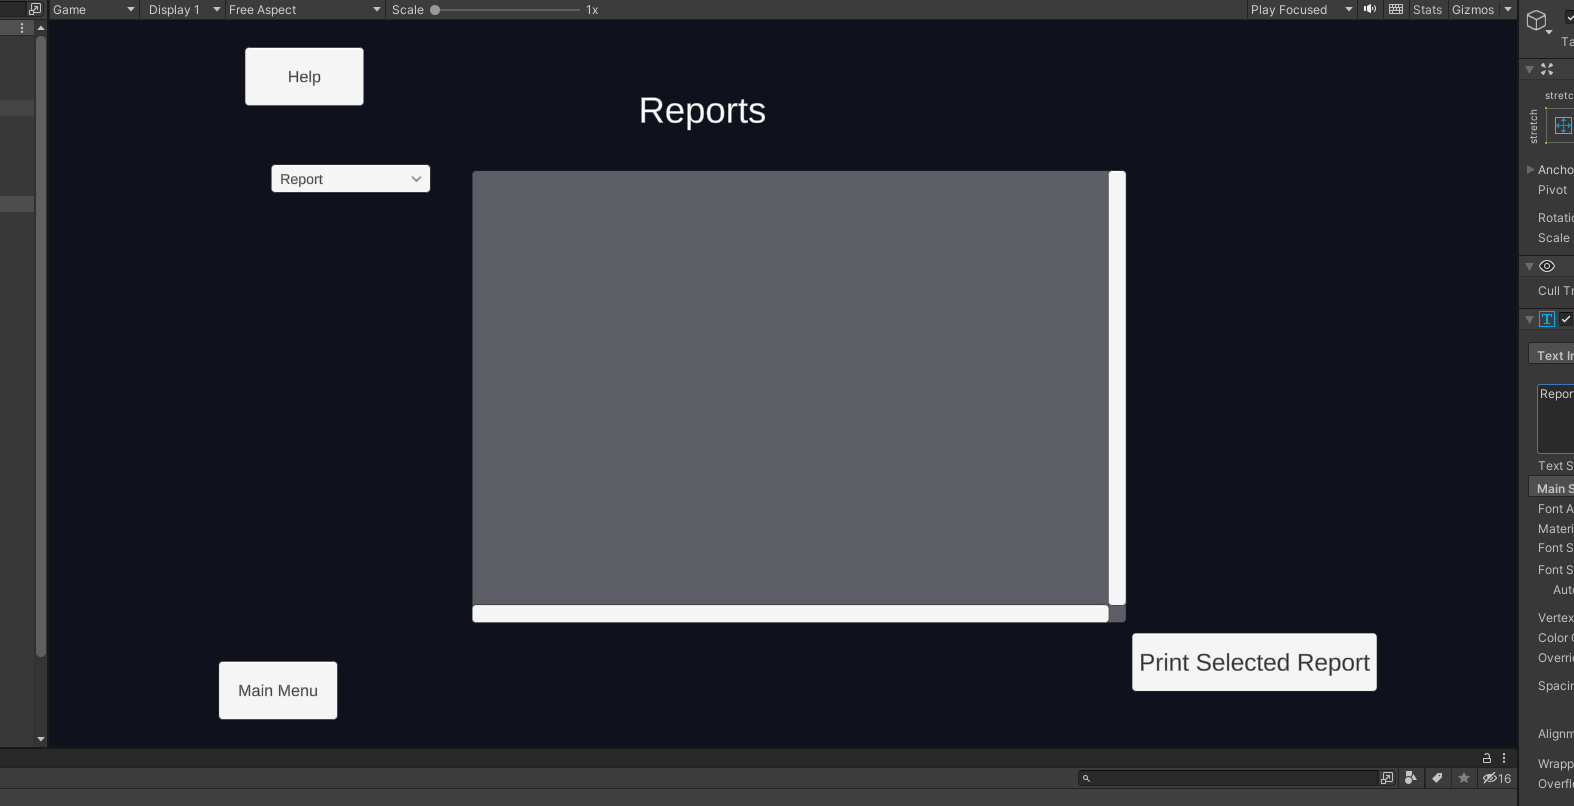 Game
Display 1
Free Aspect
Scale
1x
Play Focused
Stats
Gizmos
Help
Reports
Report
Print Selected Report
Main Menu
16
Ta
stretc
stretch
Ancho
Pivot
Rotatio
Scale
Cull Tr
Text In
Repor
Text S
Main S
Font A
Materi
Font S
Font S
Auto
Vertex
Color G
Overri
Spacin
Alignm
Wrapp
Overfl